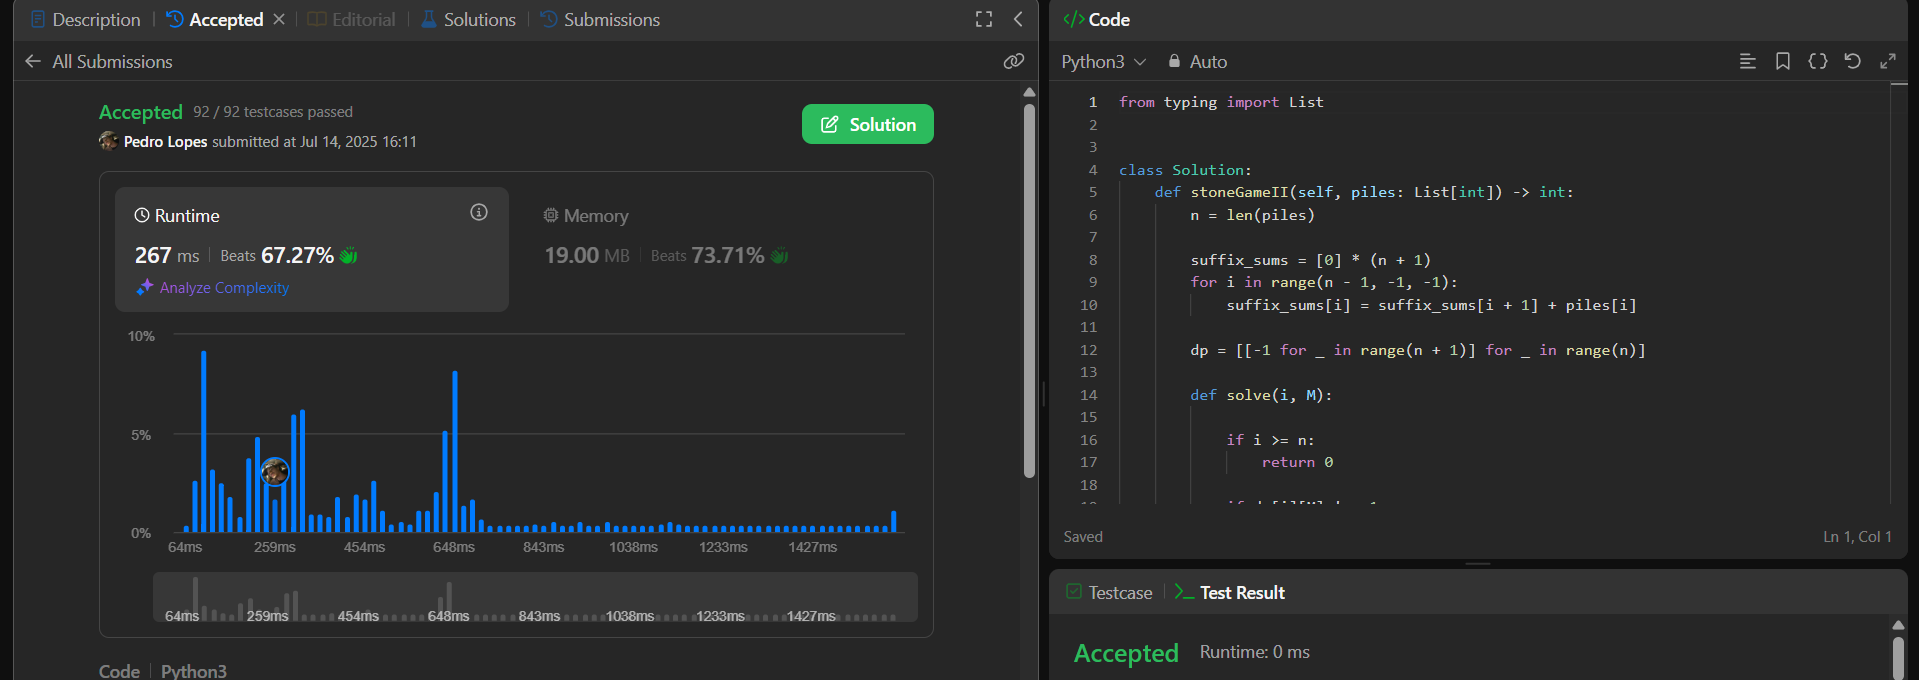 Description
Accepted
Editorial
Solutions
Submissions
All Submissions
Accepted 92 / 92 testcases passed
Pedro Lopes submitted at Jul 14, 2025 16:11
Solution
Runtime
267 ms | Beats 67.27%
Analyze Complexity
Memory
19.00 MB | Beats 73.71%
10%
5%
0%
64ms 259ms 454ms 648ms 843ms 1038ms 1233ms 1427ms
64ms 259ms 454ms 648ms 843ms 1038ms 1233ms 1427ms
Code | Python3
</> Code
Python3 Auto
1 from typing import List
2
3
4 class Solution:
5 def stoneGameII(self, piles: List[int]) -> int:
6 n = len(piles)
7
8 suffix_sums = [0] * (n + 1)
9 for i in range(n - 1, -1, -1):
10 suffix_sums[i] = suffix_sums[i + 1] + piles[i]
11
12 dp = [[-1 for _ in range(n + 1)] for _ in range(n)]
13
14 def solve(i, M):
15
16 if i >= n:
17 return 0
18
Saved
Ln 1, Col 1
Testcase
Test Result
Accepted Runtime: 0 ms